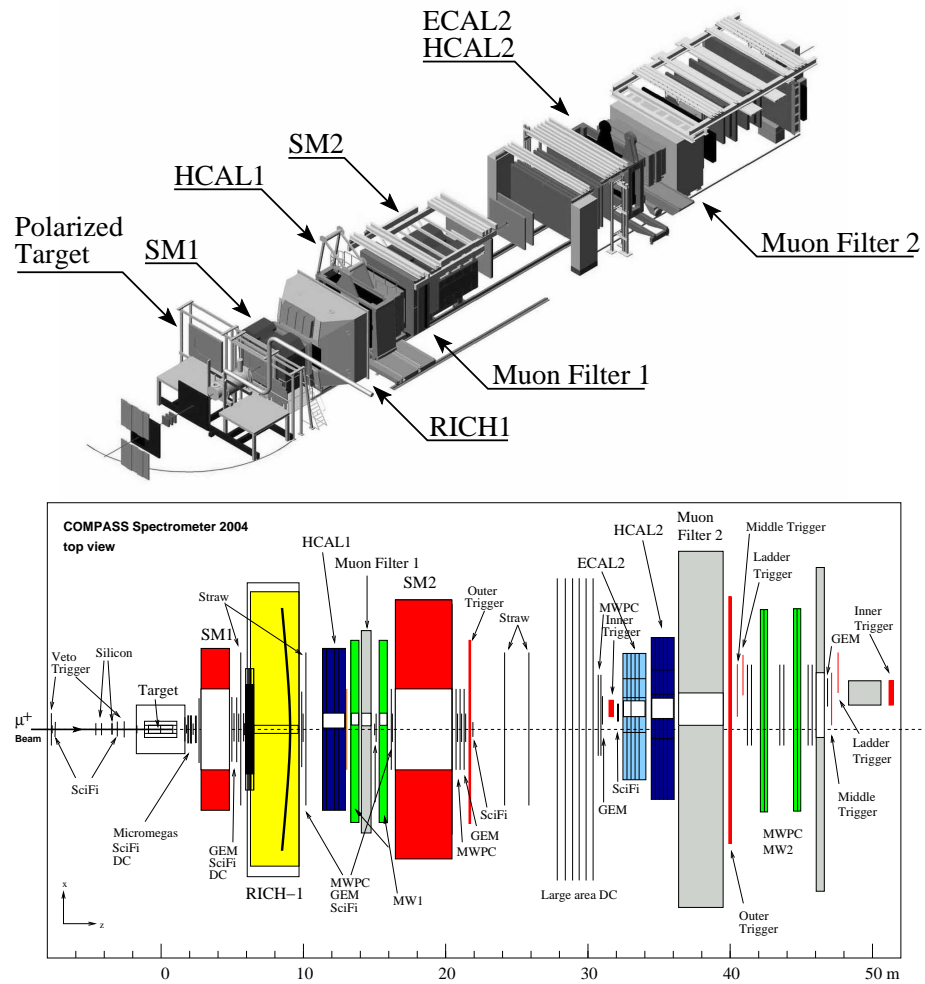 ECAL2
HCAL2
SM2
HCAL1
Polarized
Target
SM1
Muon Filter 2
Muon Filter 1
RICH1
COMPASS Spectrometer 2004
top view
Muon
Filter 2
Middle Trigger
HCAL2
HCAL1
Ladder
Trigger
Muon Filter 1
ECAL2
SM2
Outer
Trigger
Straw
Straw
MWPC
Inner
Trigger
GEM
Inner
Trigger
SM1
Veto
Trigger
Silicon
Target
μ+
Beam
SciFi
Micromegas
SciFi
DC
GEM
SciFi
DC
RICH−1
MWPC
GEM
SciFi
MW1
SciFi
GEM
MWPC
Large area DC
SciFi
GEM
Ladder
Trigger
Middle
Trigger
MWPC
MW2
Outer
Trigger
x
z
0 10 20 30 40 50 m